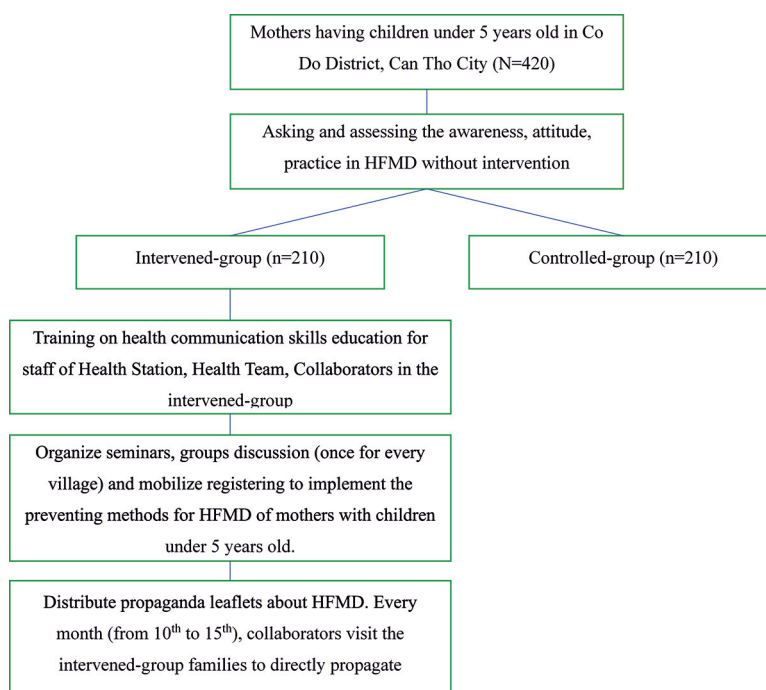 Mothers having children under 5 years old in Co
Do District, Can Tho City (N=420)
Asking and assessing the awareness, attitude,
practice in HFMD without intervention
Intervened-group (n=210)
Controlled-group (n=210)
Training on health communication skills education for
staff of Health Station, Health Team, Collaborators in the
intervened-group
Organize seminars, groups discussion (once for every
village) and mobilize registering to implement the
preventing methods for HFMD of mothers with children
under 5 years old.
Distribute propaganda leaflets about HFMD. Every
month (from 10th to 15th), collaborators visit the
intervened-group families to directly propagate